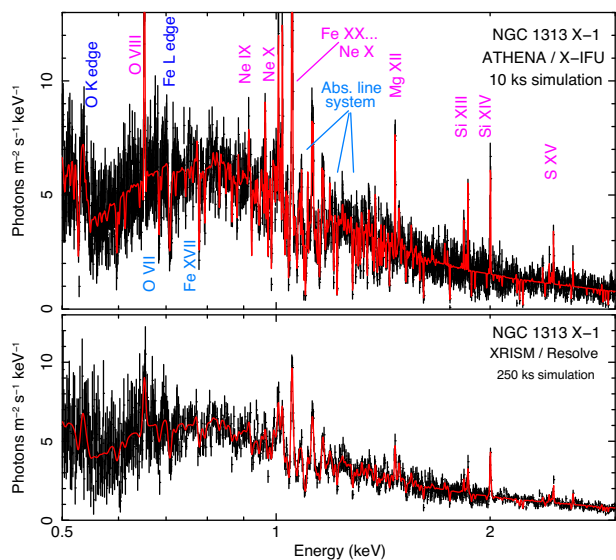 NGC 1313 X−1
ATHENA / X−IFU
10 ks simulation
O K edge
O VIII
Fe L edge
Ne IX
Ne X
Fe XX...
Ne X
Abs. line
system
Mg XII
Si XIII
Si XIV
S XV
O VII
Fe XVII
Photons m−2 s−1 keV−1
10
5
0
NGC 1313 X−1
XRISM / Resolve
250 ks simulation
Photons m−2 s−1 keV−1
10
5
0
0.5
1
2
Energy (keV)